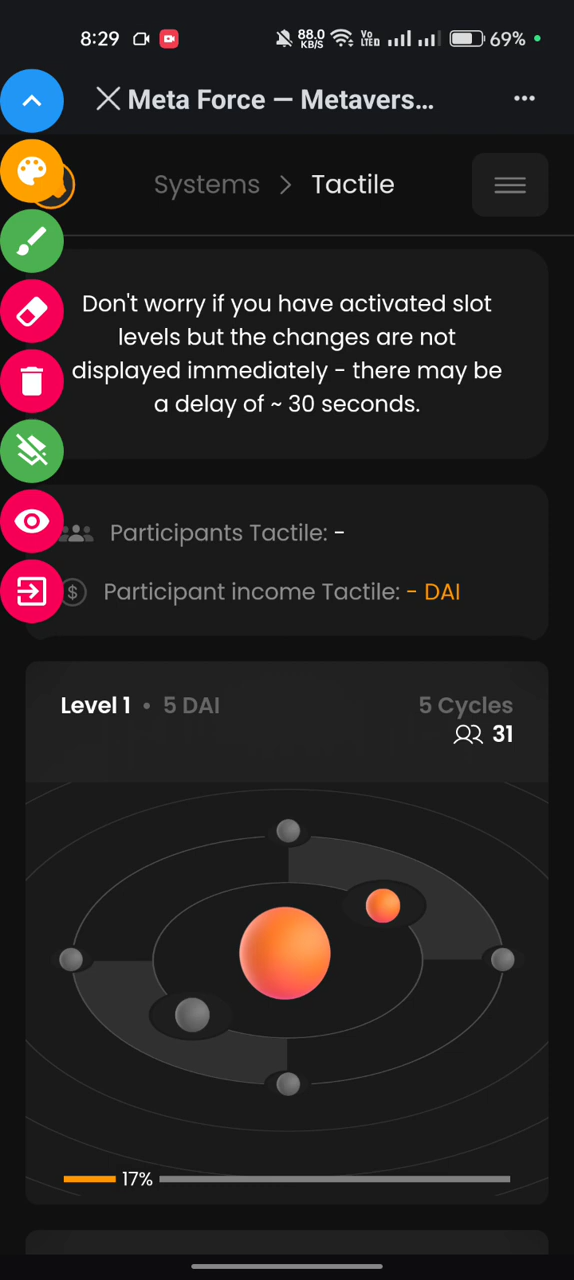 8:29
88.0 KB/S
Vo LTE
69%
Meta Force — Metavers...
Systems > Tactile
Don't worry if you have activated slot
levels but the changes are not
displayed immediately - there may be
a delay of ~ 30 seconds.
Participants Tactile: -
Participant income Tactile: - DAI
Level 1 • 5 DAI
5 Cycles
31
17%